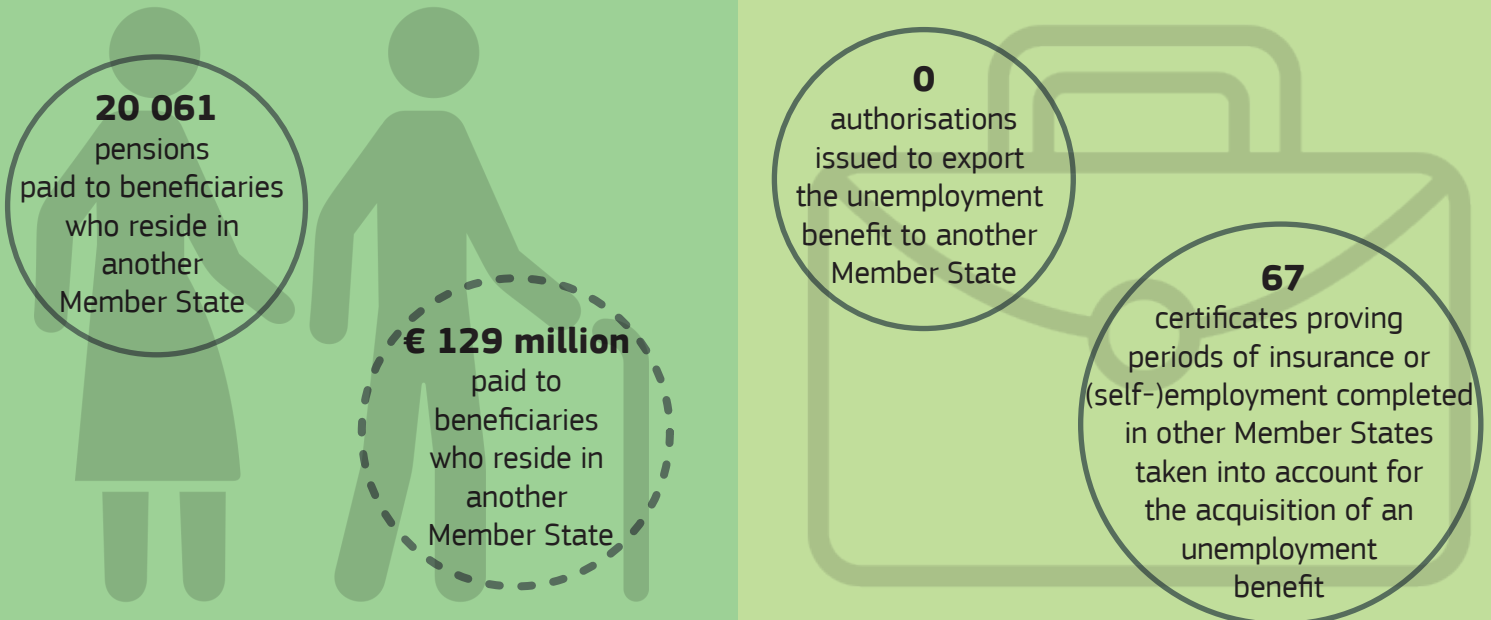 20 061
pensions
paid to beneficiaries
who reside in
another
Member State
€ 129 million
paid to
beneficiaries
who reside in
another
Member State
0
authorisations
issued to export
the unemployment
benefit to another
Member State
67
certificates proving
periods of insurance or
(self-)employment completed
in other Member States
taken into account for
the acquisition of an
unemployment
benefit